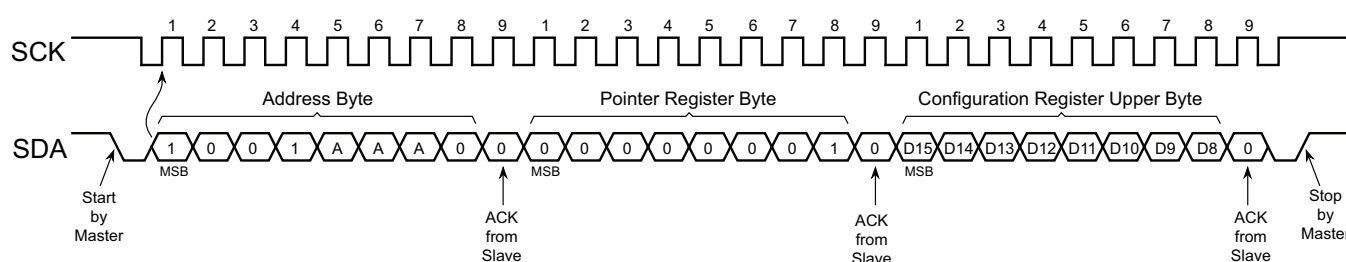 1 2 3 4 5 6 7 8 9 1 2 3 4 5 6 7 8 9 1 2 3 4 5 6 7 8 9
SCK
Address Byte Pointer Register Byte Configuration Register Upper Byte
SDA 1 0 0 1 A A A 0 0 0 0 0 0 0 0 0 1 0 D15 D14 D13 D12 D11 D10 D9 D8 0
MSB MSB MSB
Start
by
Master
ACK
from
Slave
ACK
from
Slave
ACK
from
Slave
Stop
by
Master